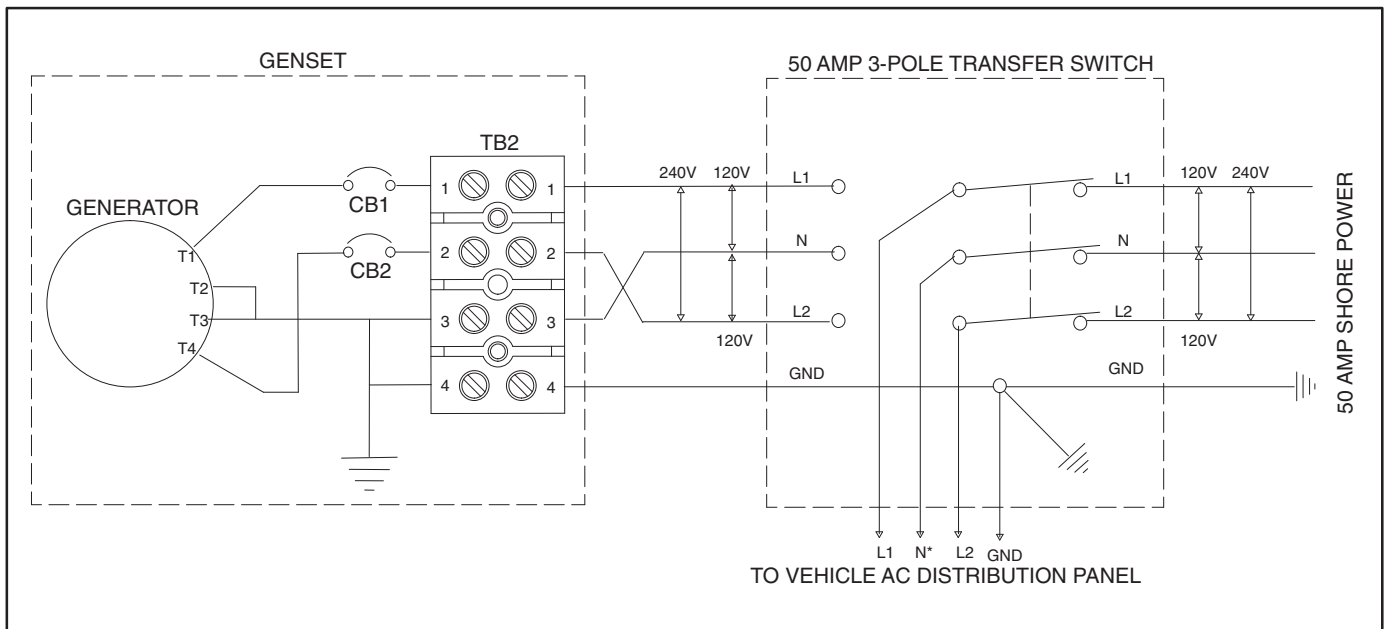 GENSET
50 AMP 3-POLE TRANSFER SWITCH
TB2
GENERATOR
T1
T2
T3
T4
CB1
CB2
1 1
2 2
3 3
4 4
240V 120V
120V
L1
N
L2
GND
L1
N
L2
GND
120V 240V
120V
50 AMP SHORE POWER
L1 N* L2 GND
TO VEHICLE AC DISTRIBUTION PANEL